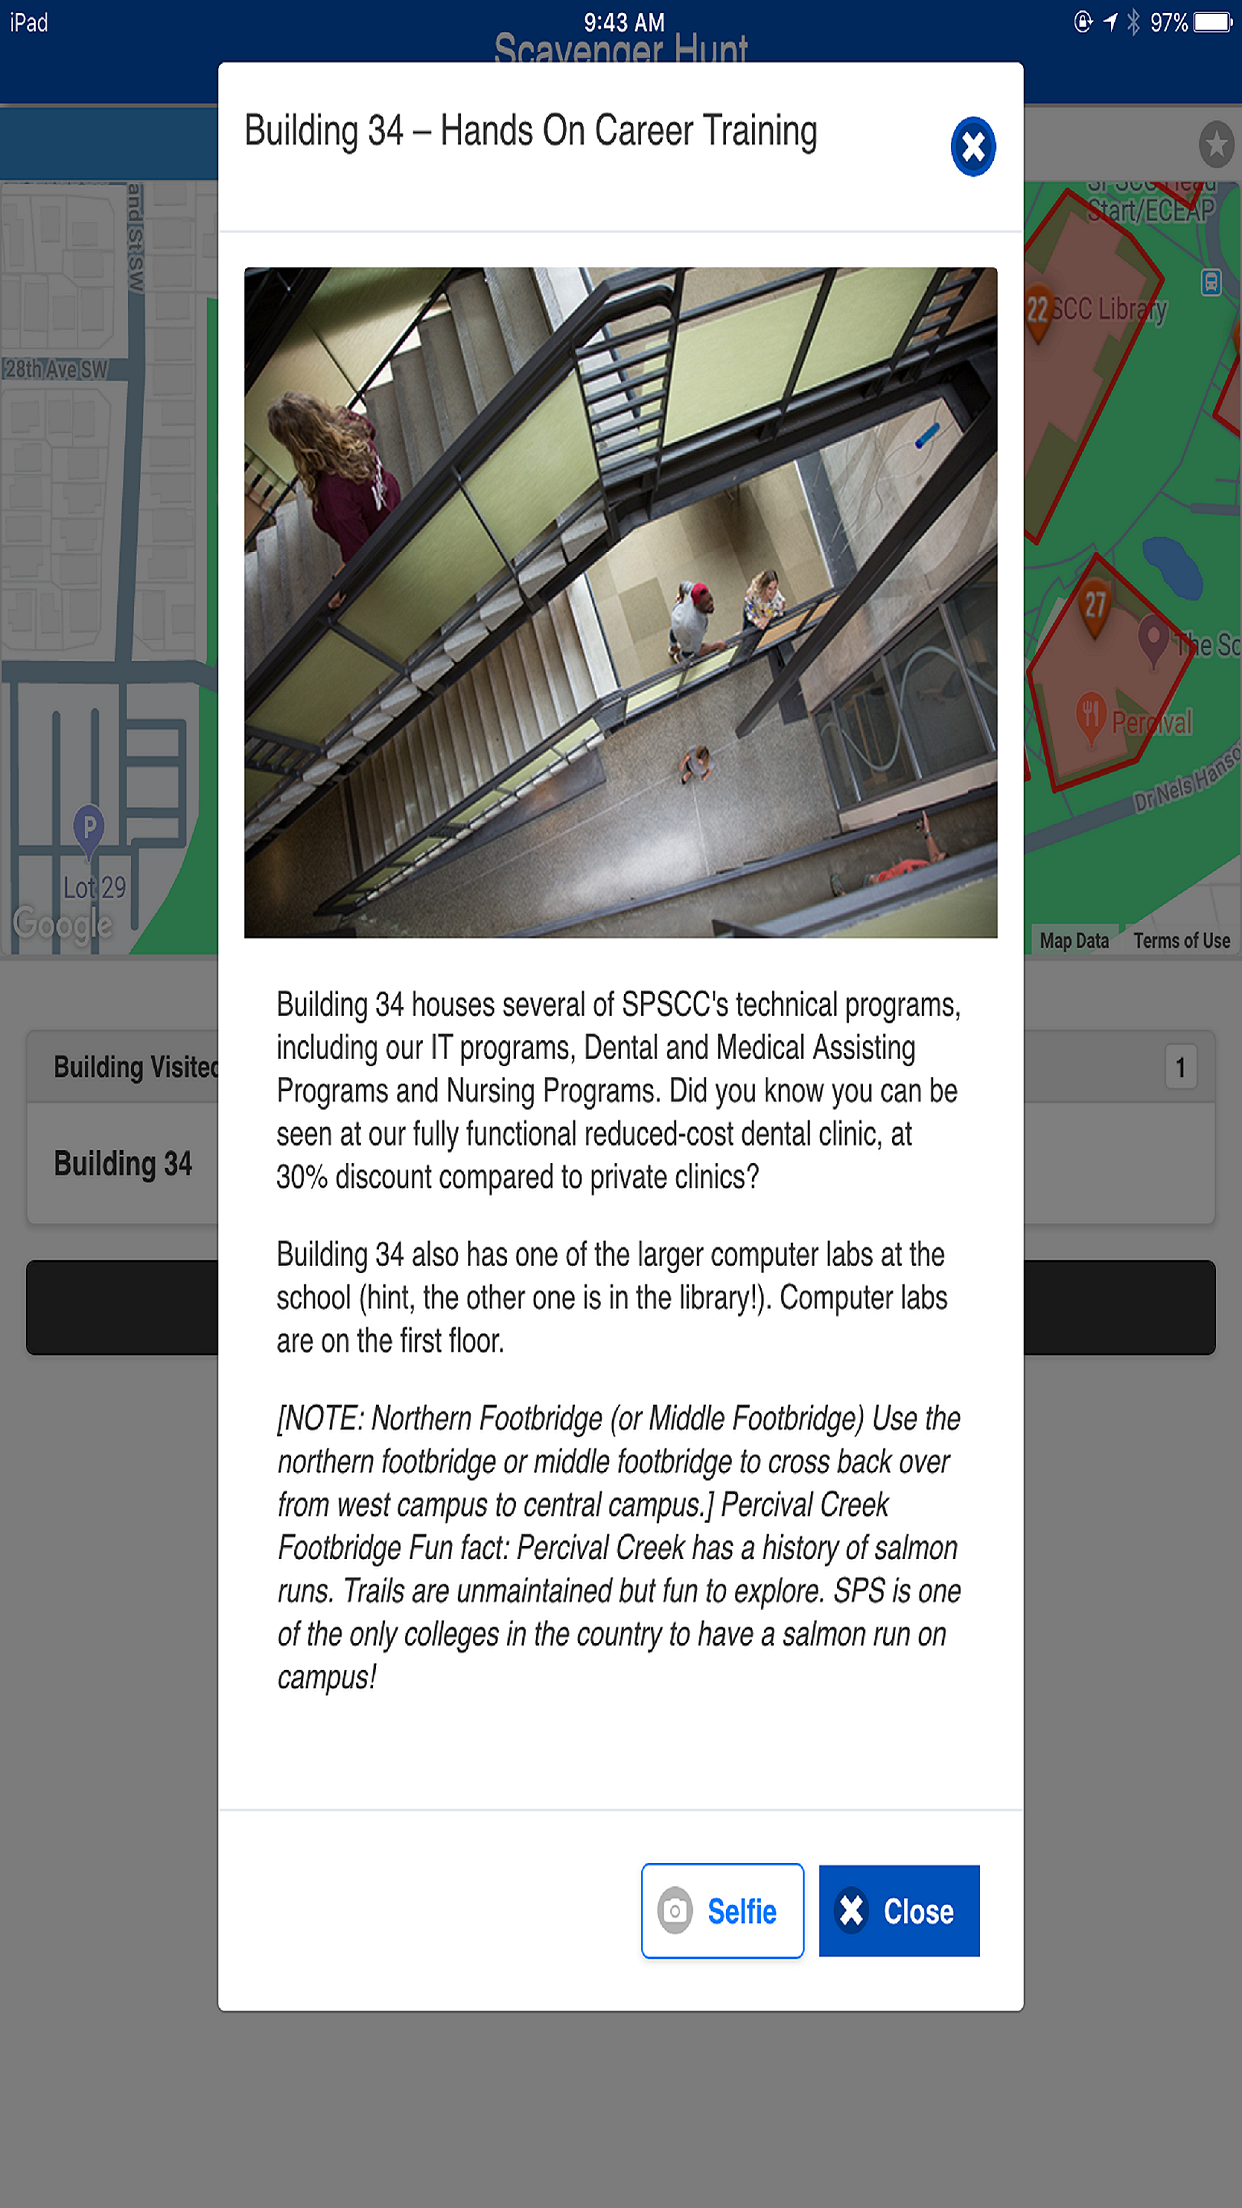 iPad
9:43 AM
97%
Scavenger Hunt
Building 34 – Hands On Career Training
and St SW
28th Ave SW
P
Lot 29
Google
SPSCC Head
Start/ECEAP
22
SCC Library
27
The Sc
Percival
Dr Nels Hanso
Map Data
Terms of Use
Building 34 houses several of SPSCC's technical programs,
including our IT programs, Dental and Medical Assisting
Programs and Nursing Programs. Did you know you can be
seen at our fully functional reduced-cost dental clinic, at
30% discount compared to private clinics?
Building Visited
1
Building 34
Building 34 also has one of the larger computer labs at the
school (hint, the other one is in the library!). Computer labs
are on the first floor.
[NOTE: Northern Footbridge (or Middle Footbridge) Use the
northern footbridge or middle footbridge to cross back over
from west campus to central campus.] Percival Creek
Footbridge Fun fact: Percival Creek has a history of salmon
runs. Trails are unmaintained but fun to explore. SPS is one
of the only colleges in the country to have a salmon run on
campus!
Selfie
Close